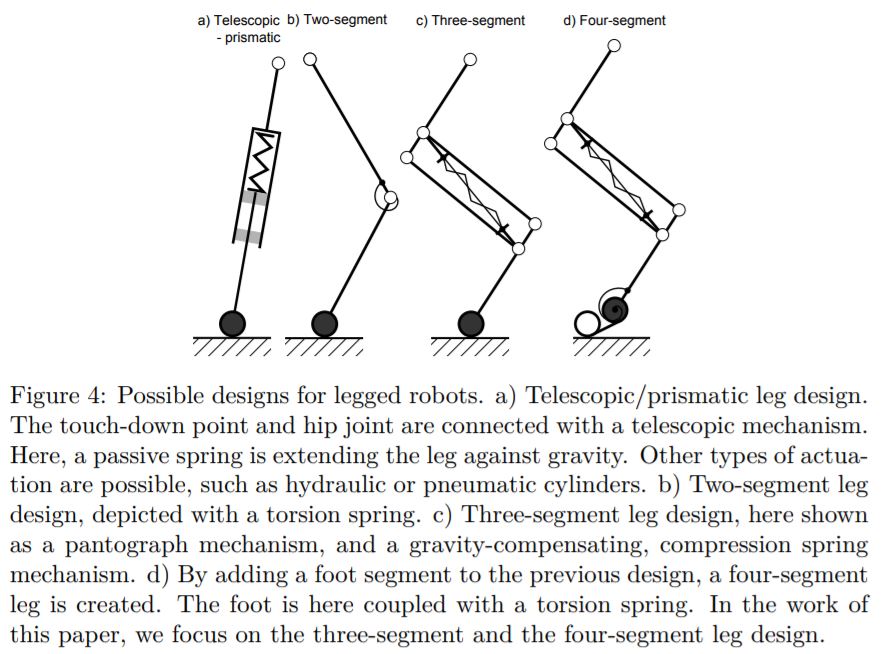 a) Telescopic b) Two-segment c) Three-segment d) Four-segment
- prismatic
Figure 4: Possible designs for legged robots. a) Telescopic/prismatic leg design.
The touch-down point and hip joint are connected with a telescopic mechanism.
Here, a passive spring is extending the leg against gravity. Other types of actua-
tion are possible, such as hydraulic or pneumatic cylinders. b) Two-segment leg
design, depicted with a torsion spring. c) Three-segment leg design, here shown
as a pantograph mechanism, and a gravity-compensating, compression spring
mechanism. d) By adding a foot segment to the previous design, a four-segment
leg is created. The foot is here coupled with a torsion spring. In the work of
this paper, we focus on the three-segment and the four-segment leg design.